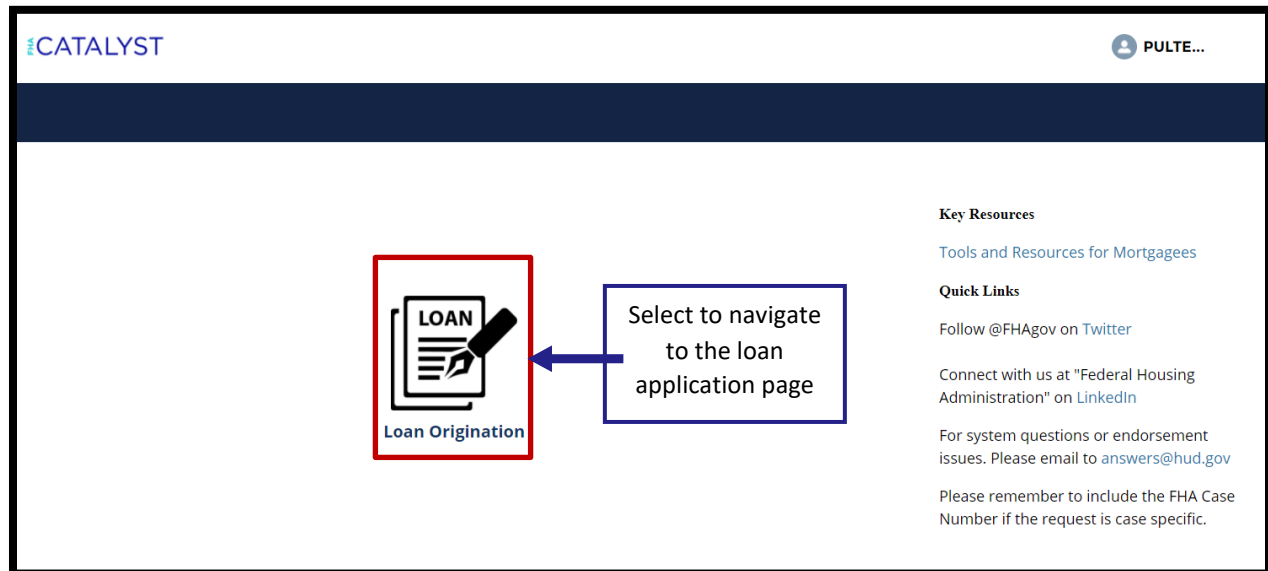 FHA CATALYST
PULTE...
LOAN
Loan Origination
Select to navigate
to the loan
application page
Key Resources
Tools and Resources for Mortgagees
Quick Links
Follow @FHAgov on Twitter
Connect with us at "Federal Housing
Administration" on LinkedIn
For system questions or endorsement
issues. Please email to answers@hud.gov
Please remember to include the FHA Case
Number if the request is case specific.